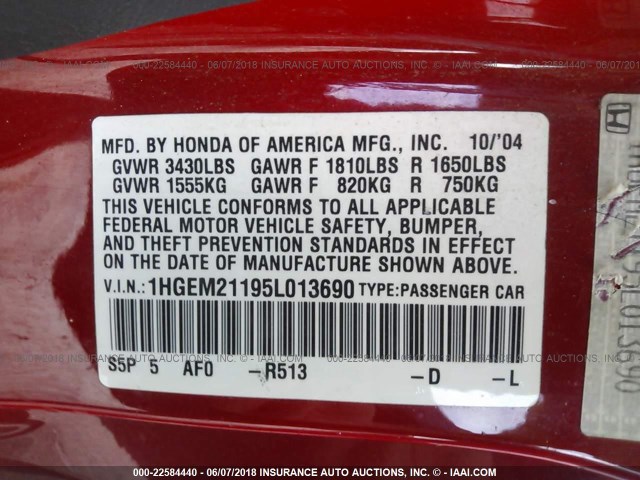 000-22584440 - 06/07/2018 - INSURANCE AUTO AUCTIONS, INC. - © - IAAI.COM
MFD. BY HONDA OF AMERICA MFG., INC. 10/'04
GVWR 3430LBS GAWR F 1810LBS R 1650LBS
GVWR 1555KG GAWR F 820KG R 750KG
THIS VEHICLE CONFORMS TO ALL APPLICABLE
FEDERAL MOTOR VEHICLE SAFETY, BUMPER,
AND THEFT PREVENTION STANDARDS IN EFFECT
ON THE DATE OF MANUFACTURE SHOWN ABOVE.
V.I.N.: 1HGEM21195L013690 TYPE:PASSENGER CAR
S5P 5 AF0 -R513 -D -L
000-22584440 - 06/07/2018 - INSURANCE AUTO AUCTIONS, INC. - © - IAAI.COM